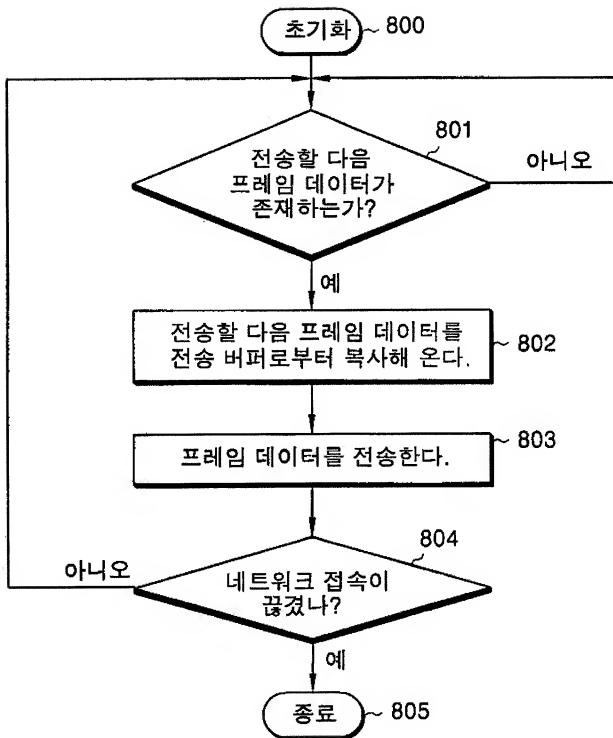 초기화
800
801
전송할 다음
프레임 데이터가
존재하는가?
아니오
예
전송할 다음 프레임 데이터를
전송 버퍼로부터 복사해 온다.
802
프레임 데이터를 전송한다.
803
804
아니오
네트워크 접속이
끊겼나?
예
종료
805